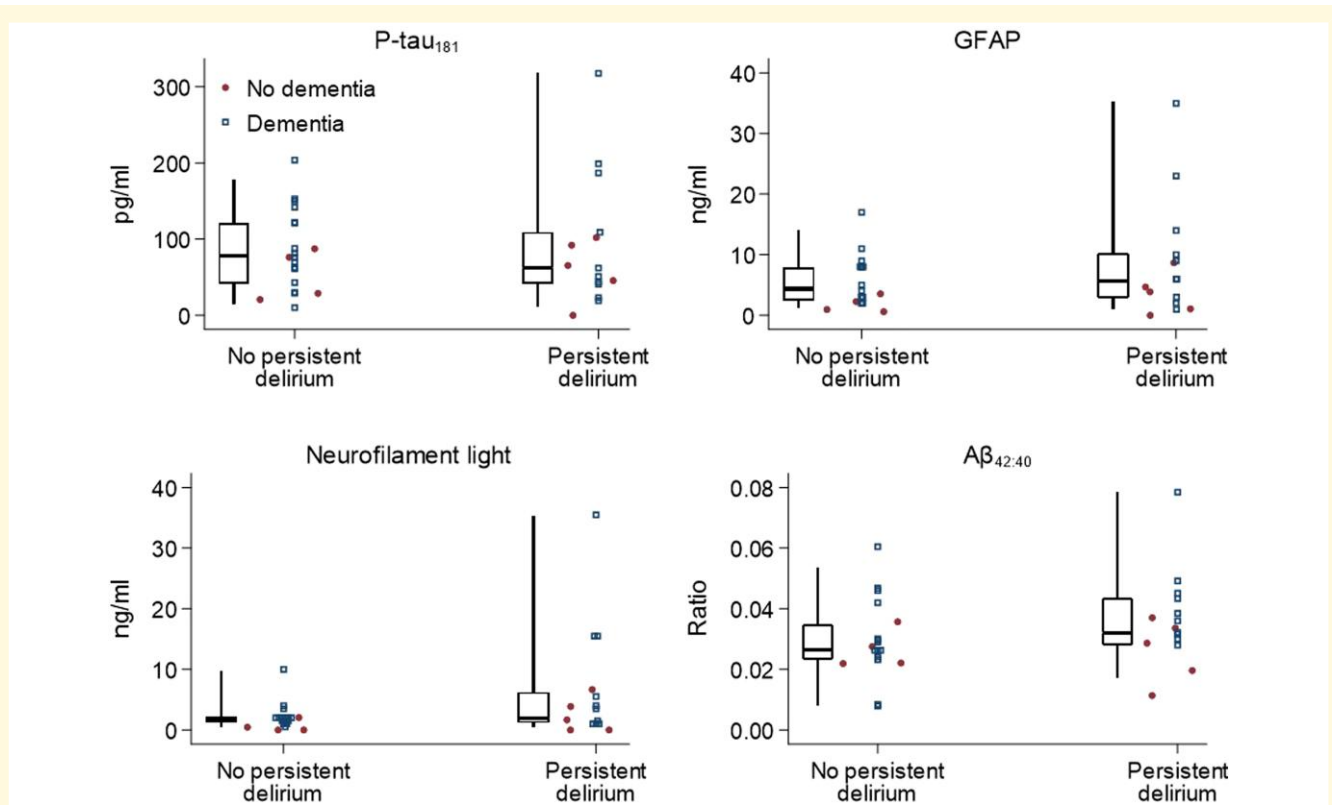 P-tau₁₈₁
300
200
100
0
pg/ml
No dementia
Dementia
No persistent
delirium
Persistent
delirium
GFAP
40
30
20
10
0
ng/ml
No persistent
delirium
Persistent
delirium
Neurofilament light
40
30
20
10
0
ng/ml
No persistent
delirium
Persistent
delirium
Aβ₄₂:₄₀
0.08
0.06
0.04
0.02
0.00
Ratio
No persistent
delirium
Persistent
delirium